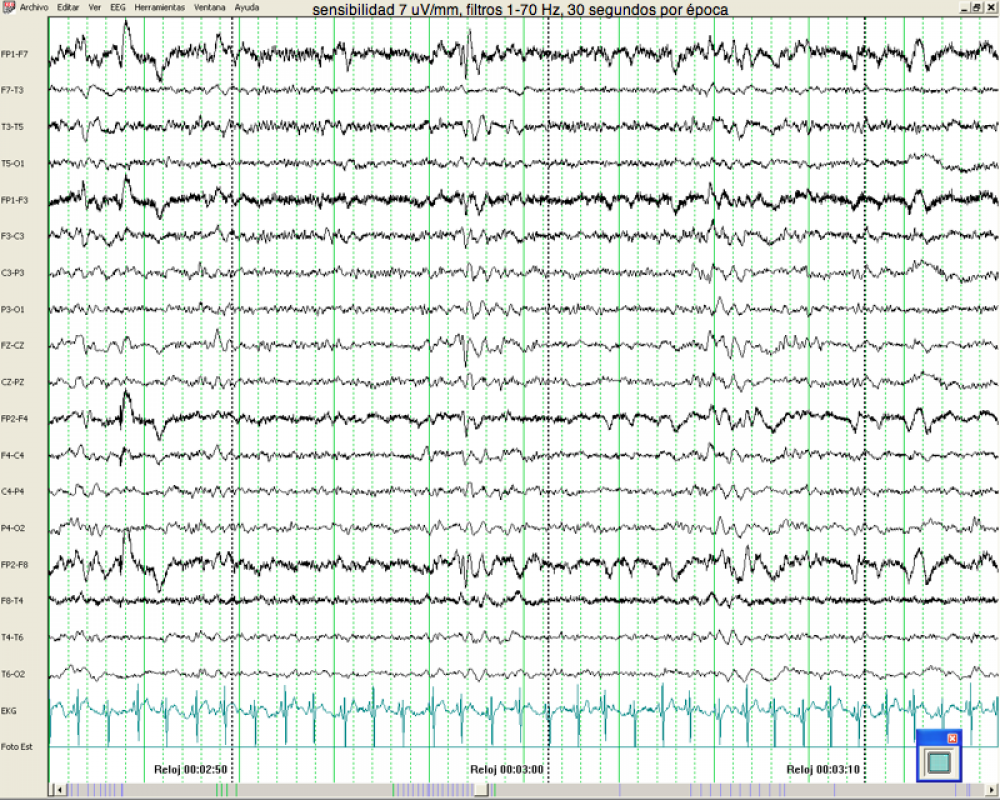 Archivo Editar Ver EEG Herramientas Ventana Ayuda
sensibilidad 7 uV/mm, filtros 1-70 Hz, 30 segundos por época
FP1-F7
F7-T3
T3-T5
T5-O1
FP1-F3
F3-C3
C3-P3
P3-O1
FZ-CZ
CZ-PZ
FP2-F4
F4-C4
C4-P4
P4-O2
FP2-F8
F8-T4
T4-T6
T6-O2
EKG
Foto Est
Reloj 00:02:50 Reloj 00:03:00 Reloj 00:03:10